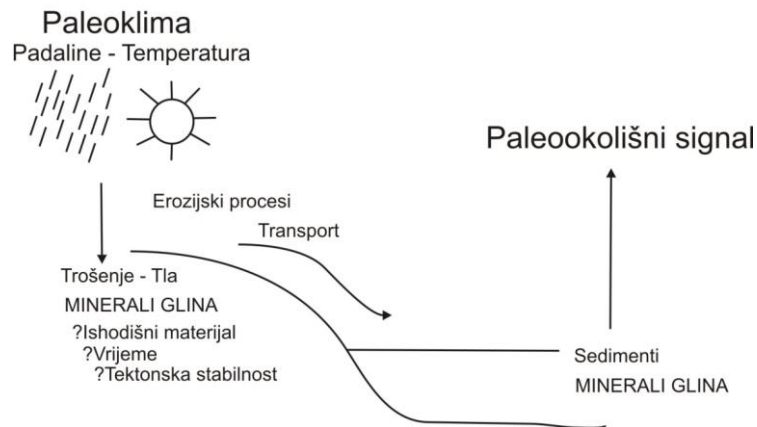 Paleoklima
Padaline - Temperatura
Paleookolišni signal
Erozijski procesi
Transport
Trošenje - Tla
MINERALI GLINA
?Ishodišni materijal
?Vrijeme
?Tektonska stabilnost
Sedimenti
MINERALI GLINA